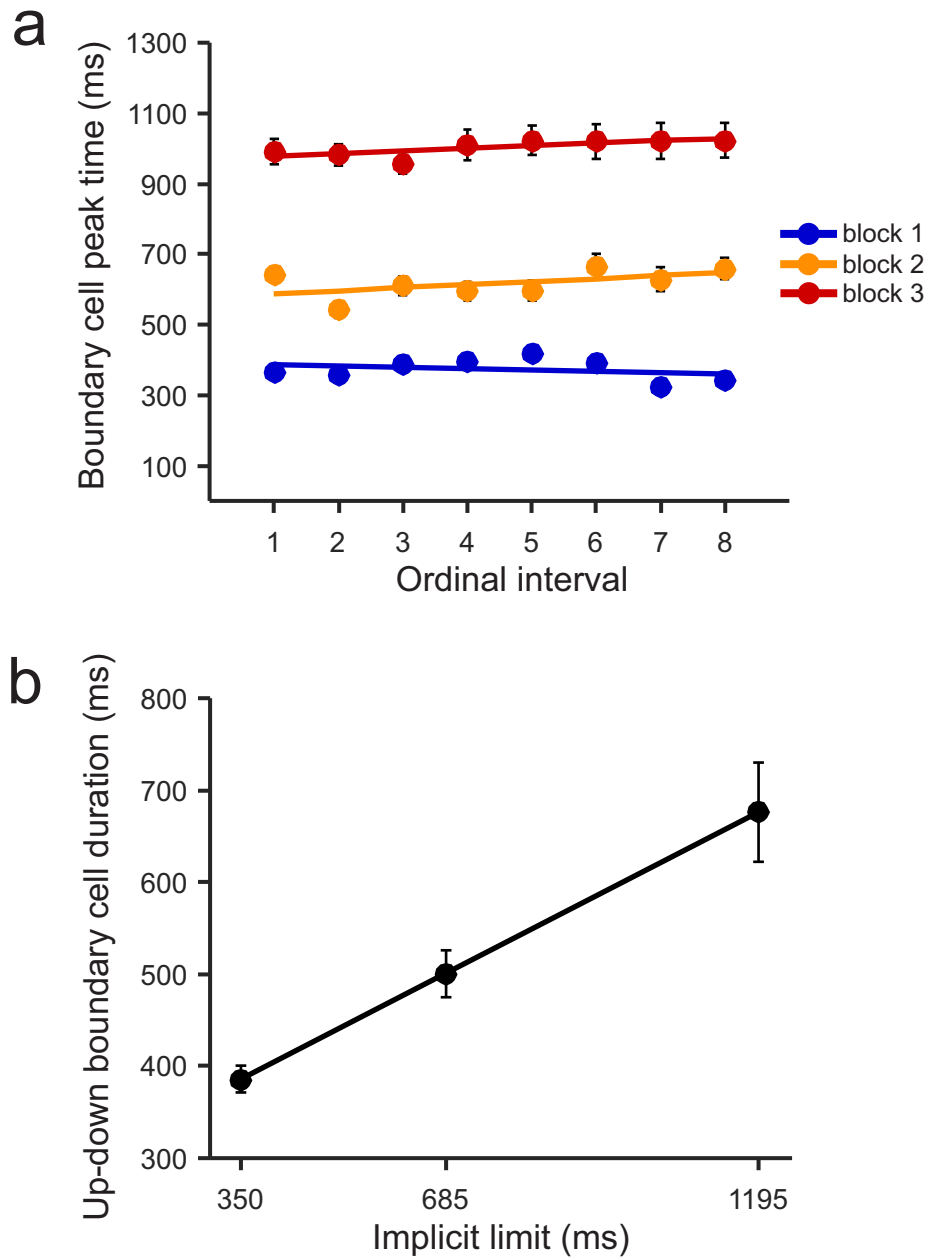 a
Boundary cell peak time (ms)
1300
1100
900
700
500
300
100
1 2 3 4 5 6 7 8
Ordinal interval
block 1
block 2
block 3
b
Up-down boundary cell duration (ms)
800
700
600
500
400
300
350 685 1195
Implicit limit (ms)